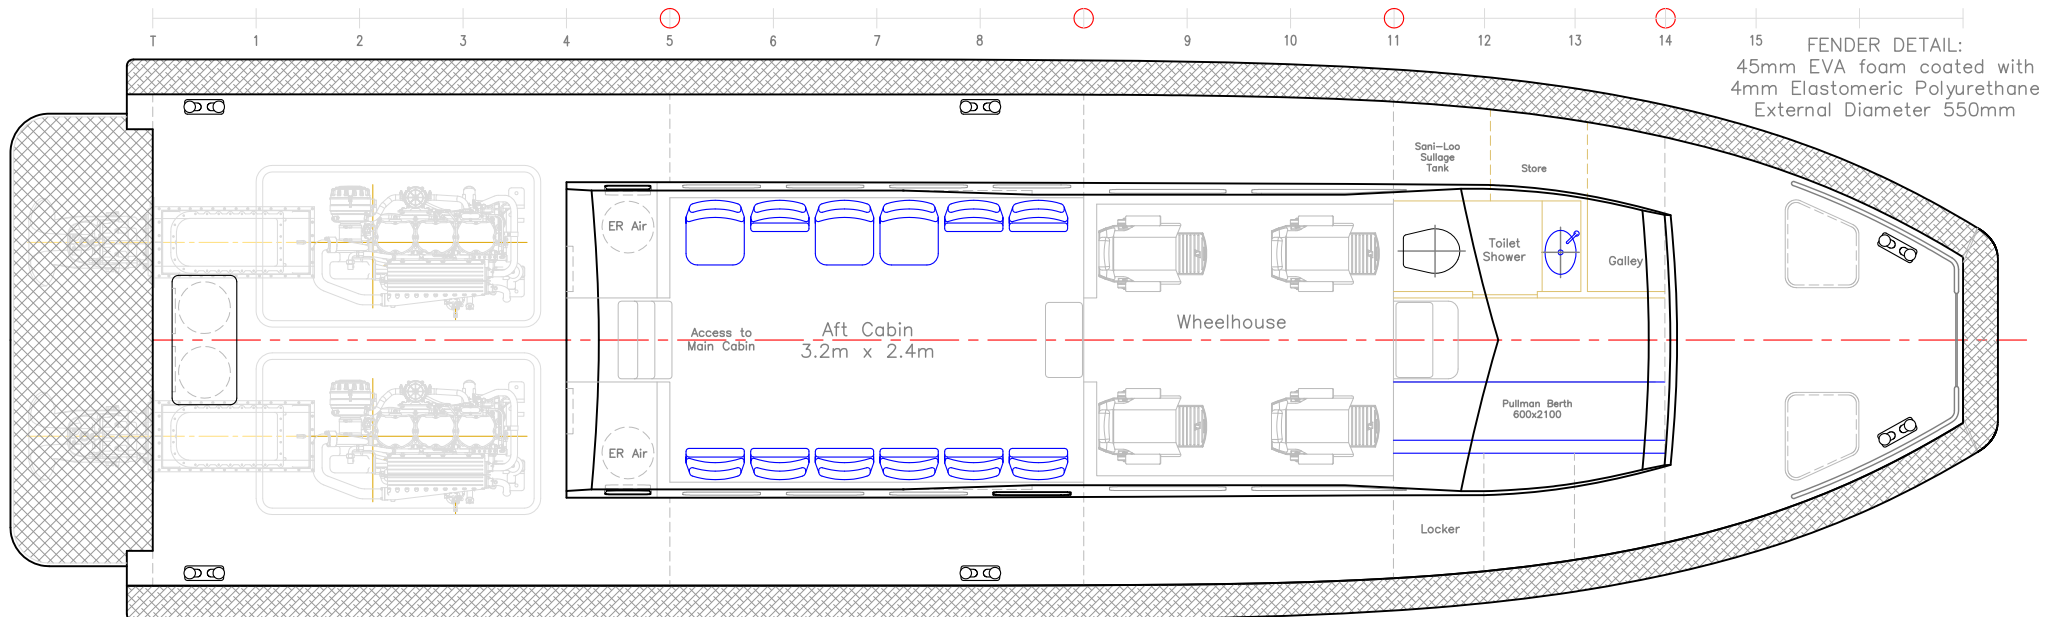 T 1 2 3 4 5 6 7 8 9 10 11 12 13 14 15
FENDER DETAIL:
45mm EVA foam coated with
4mm Elastomeric Polyurethane
External Diameter 550mm
Sani-Loo
Sullage
Tank
Store
ER Air
Toilet
Shower
Galley
Access to
Main Cabin
Aft Cabin
3.2m x 2.4m
Wheelhouse
Pullman Berth
600x2100
ER Air
Locker